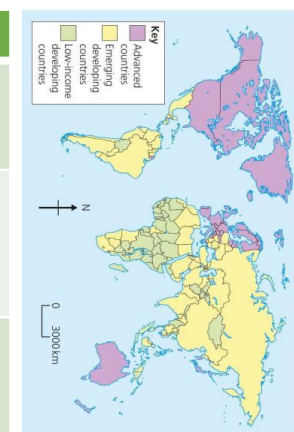 Key
Advanced
countries
Emerging
developing
countries
Low-income
developing
countries
N
0 3000 km